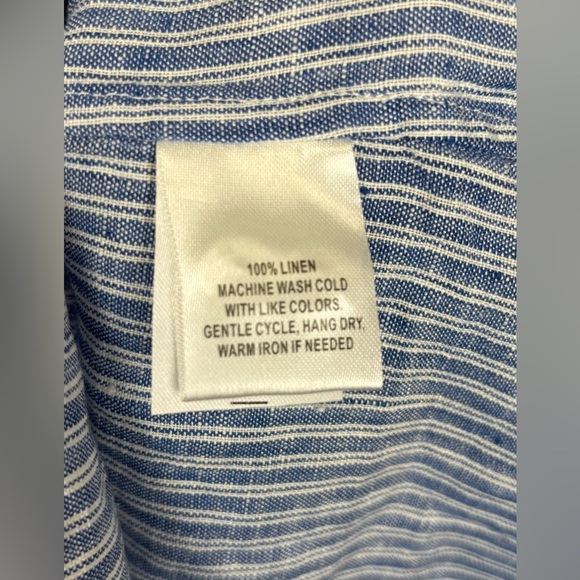 100% LINEN
MACHINE WASH COLD
WITH LIKE COLORS.
GENTLE CYCLE, HANG DRY.
WARM IRON IF NEEDED